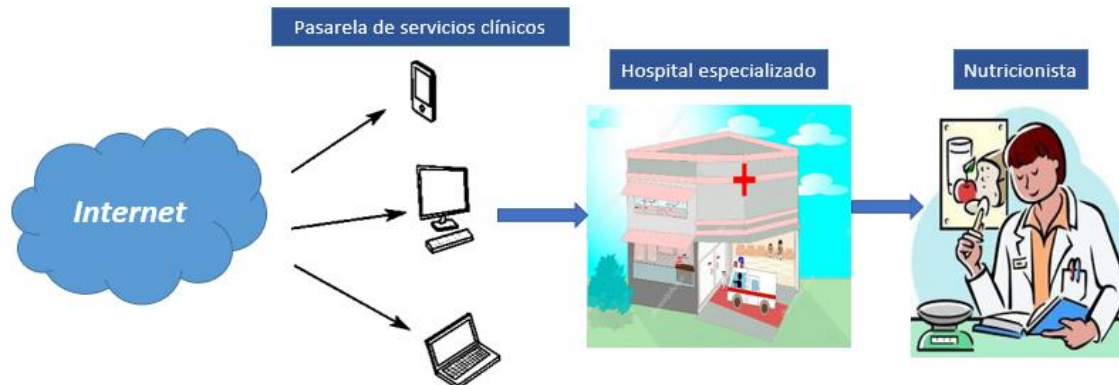 Pasarela de servicios clínicos
Hospital especializado
Nutricionista
Internet